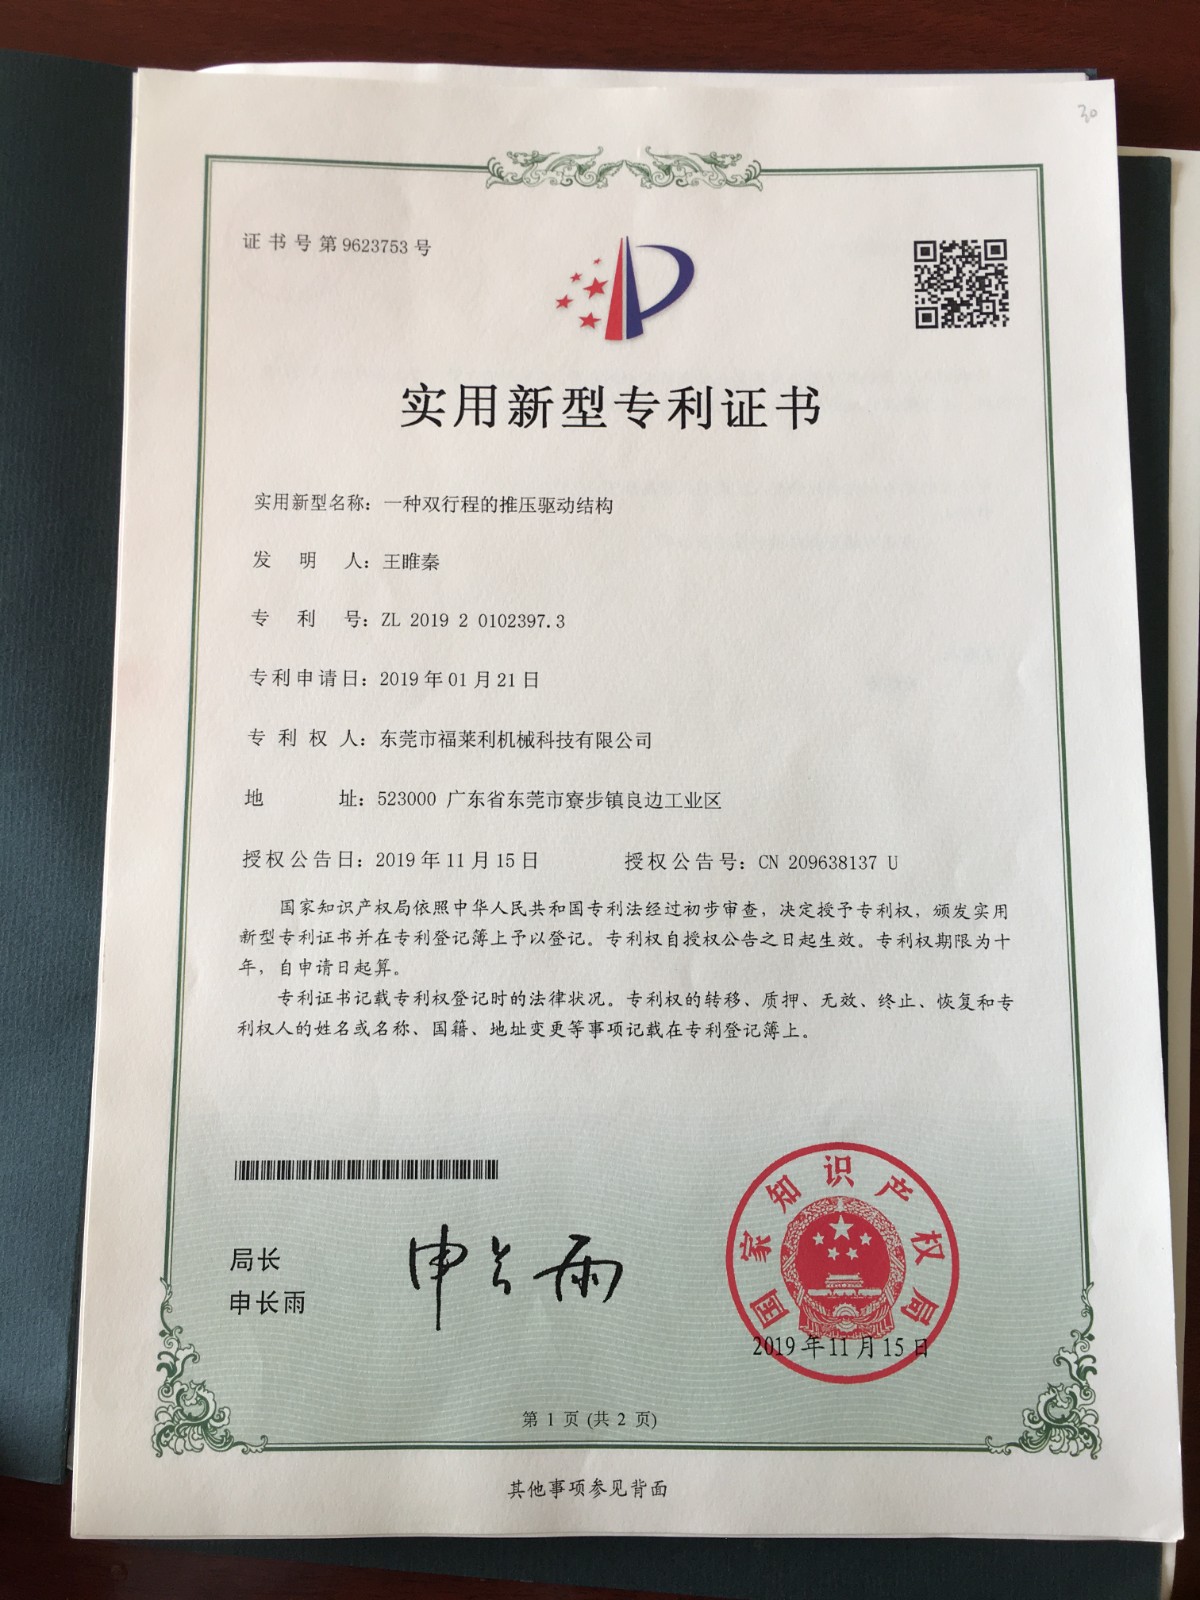 30
证书号第9623753号
实用新型专利证书
实用新型名称：一种双行程的推压驱动结构
发明人：王睢秦
专利号：ZL 2019 2 0102397.3
专利申请日：2019年01月21日
专利权人：东莞市福莱利机械科技有限公司
地址：523000 广东省东莞市寮步镇良边工业区
授权公告日：2019年11月15日 授权公告号：CN 209638137 U
国家知识产权局依照中华人民共和国专利法经过初步审查，决定授予专利权，颁发实用
新型专利证书并在专利登记簿上予以登记。专利权自授权公告之日起生效。专利权期限为十
年，自申请日起算。
专利证书记载专利权登记时的法律状况。专利权的转移、质押、无效、终止、恢复和专
利权人的姓名或名称、国籍、地址变更等事项记载在专利登记簿上。
局长
申长雨
申长雨
国家知识产权局
2019年11月15日
第 1 页 (共 2 页)
其他事项参见背面